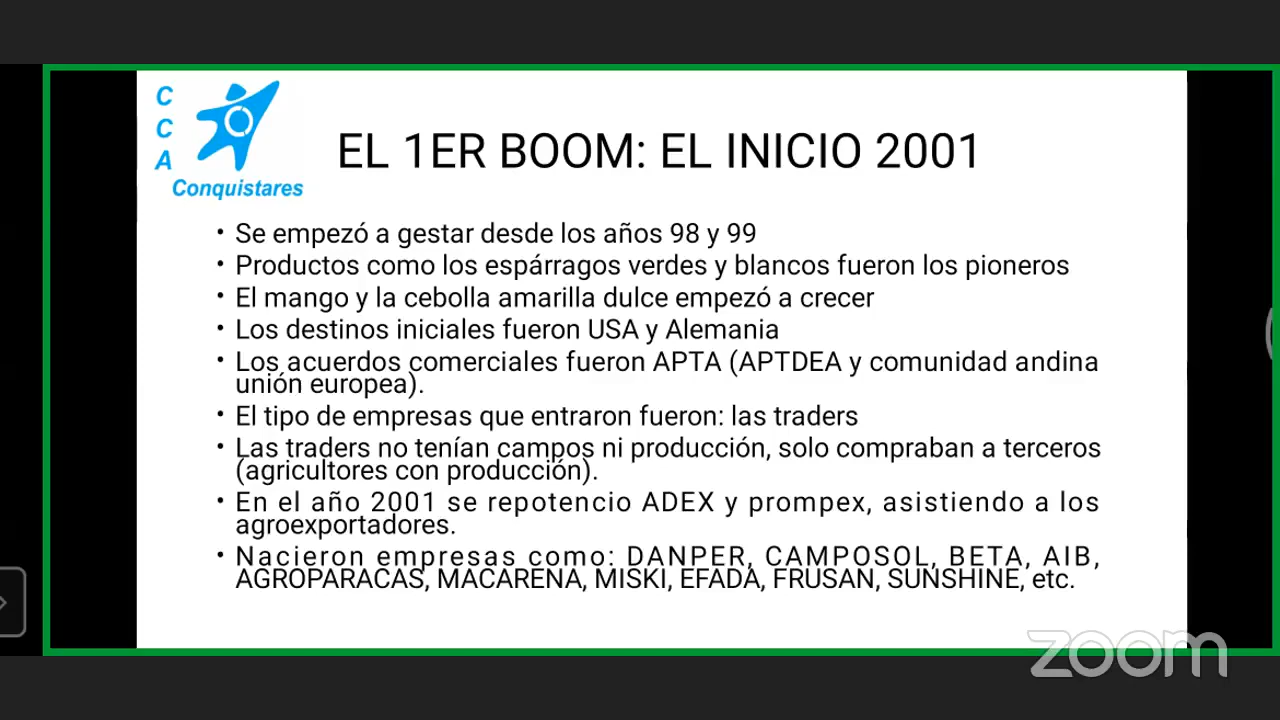 C
C
A
Conquistares
EL 1ER BOOM: EL INICIO 2001
• Se empezó a gestar desde los años 98 y 99
• Productos como los espárragos verdes y blancos fueron los pioneros
• El mango y la cebolla amarilla dulce empezó a crecer
• Los destinos iniciales fueron USA y Alemania
• Los acuerdos comerciales fueron APTA (APTDEA y comunidad andina
unión europea).
• El tipo de empresas que entraron fueron: las traders
• Las traders no tenían campos ni producción, solo compraban a terceros
(agricultores con producción).
• En el año 2001 se repotencio ADEX y prompex, asistiendo a los
agroexportadores.
• Nacieron empresas como: DANPER, CAMPOSOL, BETA, AIB,
AGROPARACAS, MACARENA, MISKI, EFADA, FRUSAN, SUNSHINE, etc.
zoom